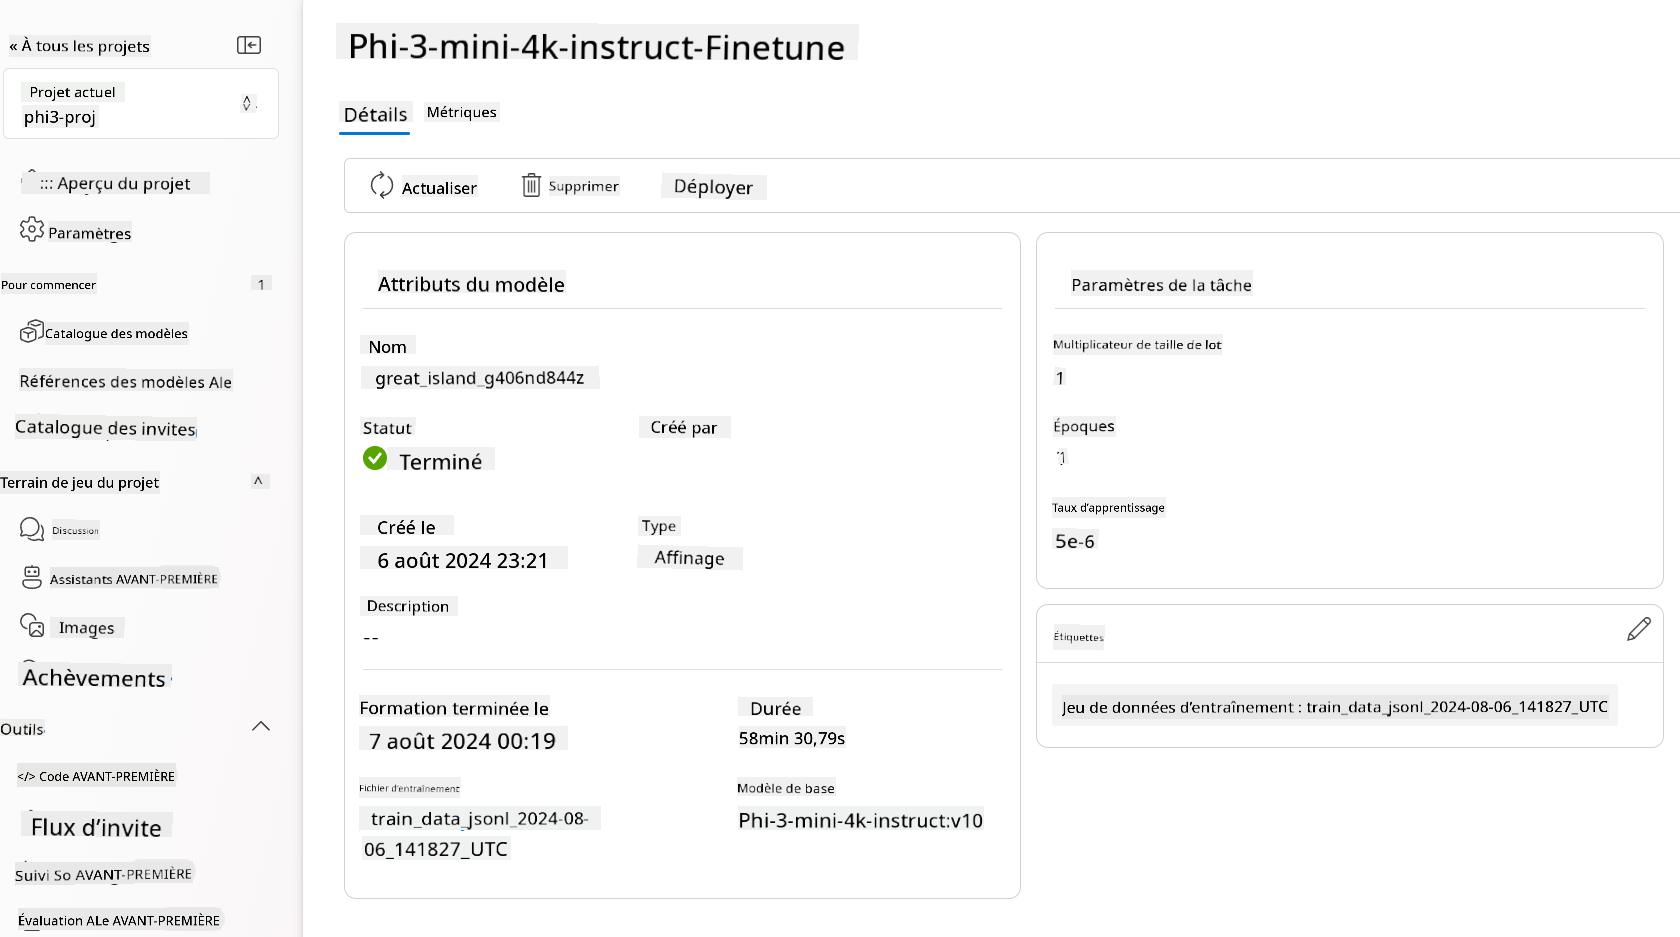 « À tous les projets
Projet actuel
phi3-proj
::: Aperçu du projet
Paramètres
Pour commencer
1
Catalogue des modèles
Références des modèles Ale
Catalogue des invites
Terrain de jeu du projet
^
Discussion
Assistants AVANT-PREMIÈRE
Images
Achèvements
Outils
</> Code AVANT-PREMIÈRE
Flux d’invite
Suivi So AVANT-PREMIÈRE
Évaluation ALe AVANT-PREMIÈRE
Phi-3-mini-4k-instruct-Finetune
Détails
Métriques
Actualiser
Supprimer
Déployer
Attributs du modèle
Nom
great_island_g406nd844z
Statut
Créé par
Terminé
Créé le
Type
6 août 2024 23:21
Affinage
Description
--
Formation terminée le
Durée
7 août 2024 00:19
58min 30,79s
Fichier d’entraînement
Modèle de base
train_data_jsonl_2024-08-
06_141827_UTC
Phi-3-mini-4k-instruct:v10
Paramètres de la tâche
Multiplicateur de taille de lot
1
Époques
1
Taux d’apprentissage
5e-6
Étiquettes
Jeu de données d’entraînement : train_data_jsonl_2024-08-06_141827_UTC